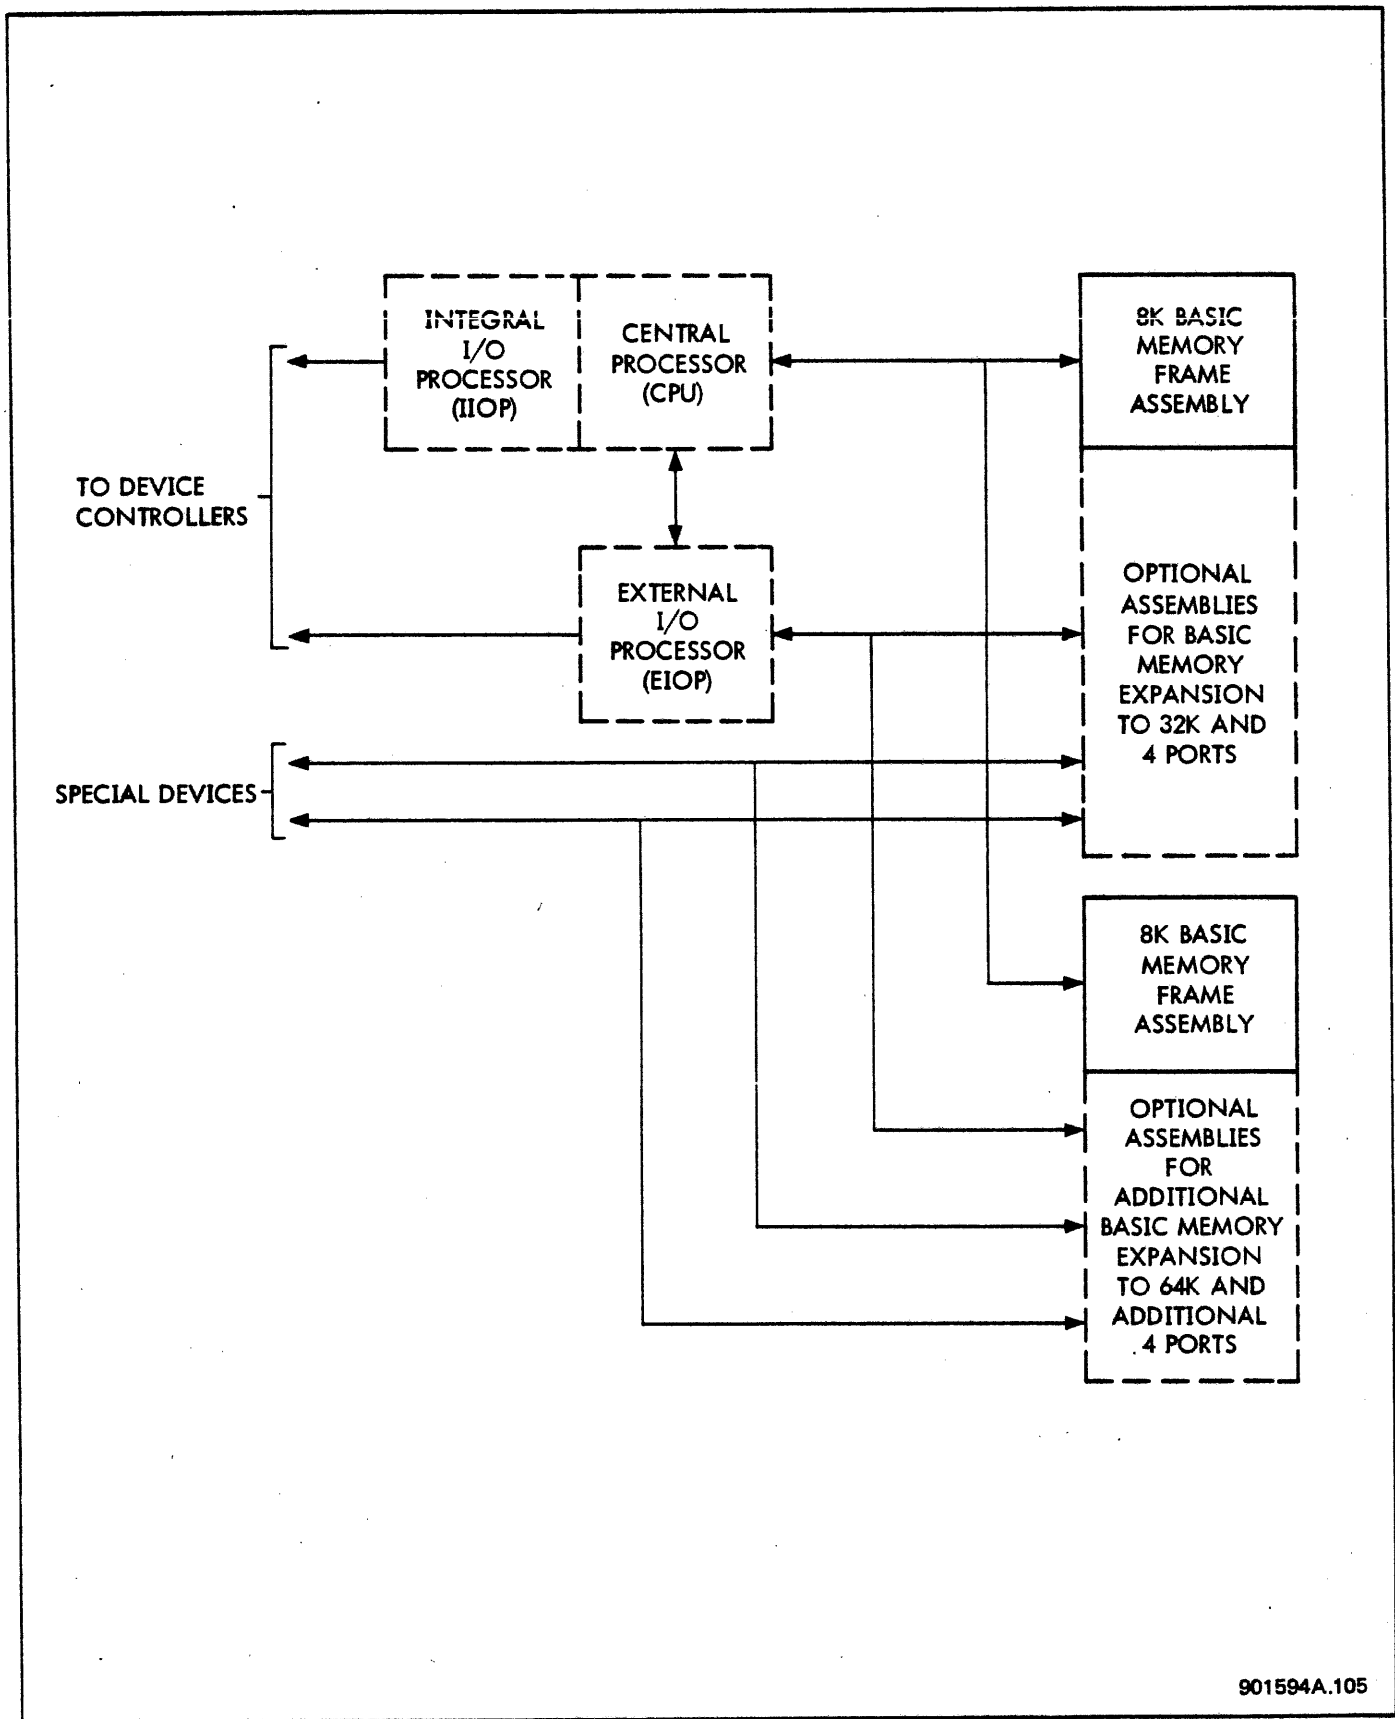 INTEGRAL
I/O
PROCESSOR
(IIOP)
CENTRAL
PROCESSOR
(CPU)
8K BASIC
MEMORY
FRAME
ASSEMBLY
TO DEVICE
CONTROLLERS
EXTERNAL
I/O
PROCESSOR
(EIOP)
OPTIONAL
ASSEMBLIES
FOR BASIC
MEMORY
EXPANSION
TO 32K AND
4 PORTS
SPECIAL DEVICES
8K BASIC
MEMORY
FRAME
ASSEMBLY
OPTIONAL
ASSEMBLIES
FOR
ADDITIONAL
BASIC MEMORY
EXPANSION
TO 64K AND
ADDITIONAL
4 PORTS
901594A.105